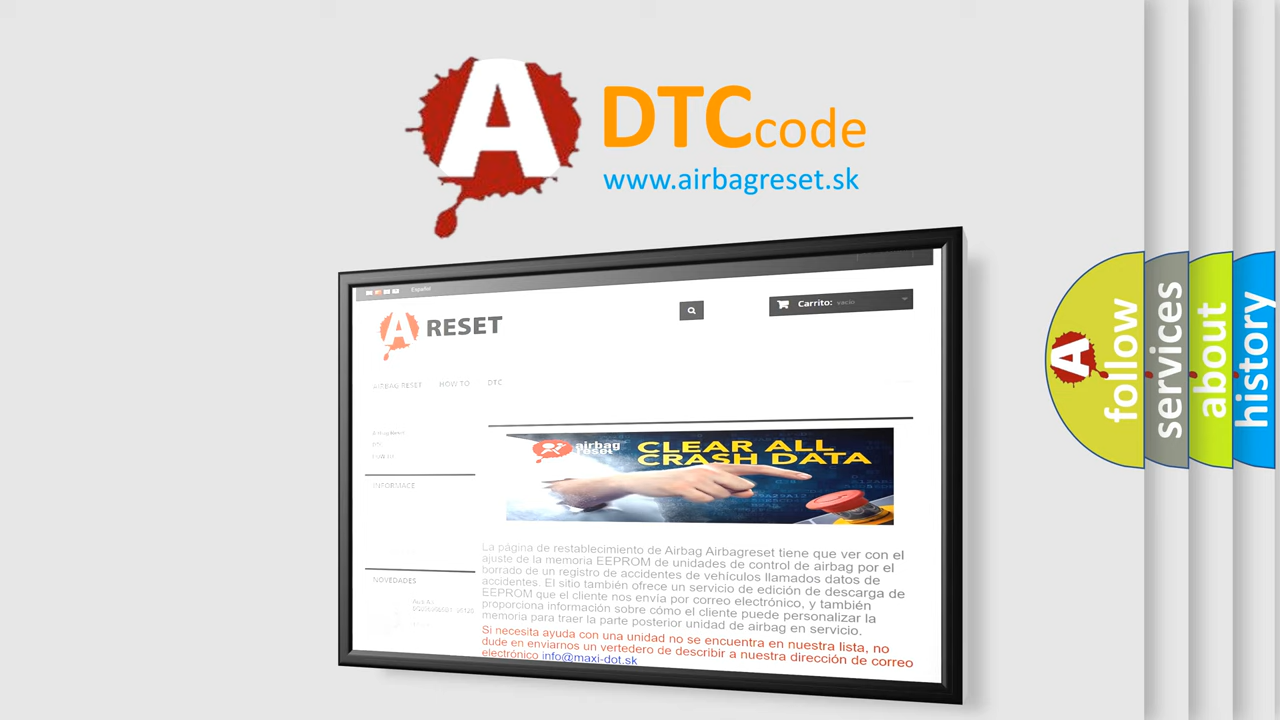 A DTCcode
www.airbagreset.sk
Español
A RESET
Carrito: vacío
AIRBAG RESET HOW TO DTC
INFORMACE
NOVEDADES
airbag
reset
CLEAR ALL
CRASH DATA
La página de restablecimiento de Airbag Airbagreset tiene que ver con el
ajuste de la memoria EEPROM de unidades de control de airbag por el
borrado de un registro de accidentes de vehículos llamados datos de
accidentes. El sitio también ofrece un servicio de edición de descarga de
EEPROM que el cliente nos envía por correo electrónico, y también
proporciona información sobre cómo el cliente puede personalizar la
memoria para traer la parte posterior unidad de airbag en servicio.
Si necesita ayuda con una unidad no se encuentra en nuestra lista, no
dude en enviarnos un vertedero de describir a nuestra dirección de correo
electrónico info@maxi-dot.sk
A follow
services
about
history